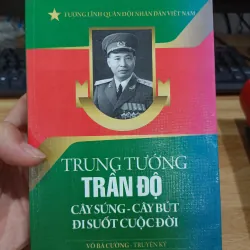 TƯỚNG LĨNH QUÂN ĐỘI NHÂN DÂN VIỆT NAM
TRUNG TƯỚNG
TRẦN ĐỘ
CÂY SÚNG - CÂY BÚT
ĐI SUỐT CUỘC ĐỜI
VÕ BÁ CƯỜNG - TRUYỆN KÝ